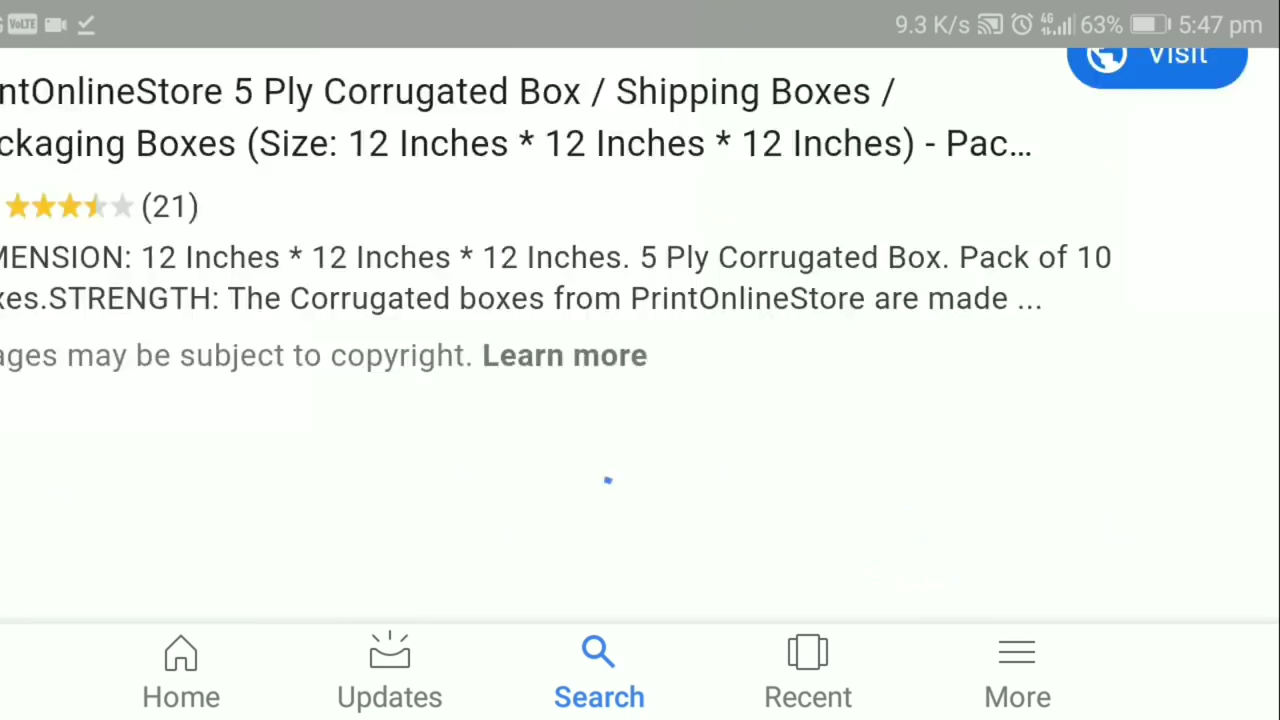 VoLTE 9.3 K/s 4G 63% 5:47 pm
Visit
ntOnlineStore 5 Ply Corrugated Box / Shipping Boxes /
ckaging Boxes (Size: 12 Inches * 12 Inches * 12 Inches) - Pac...
(21)
MENSION: 12 Inches * 12 Inches * 12 Inches. 5 Ply Corrugated Box. Pack of 10
xes.STRENGTH: The Corrugated boxes from PrintOnlineStore are made ...
ages may be subject to copyright. Learn more
Home Updates Search Recent More